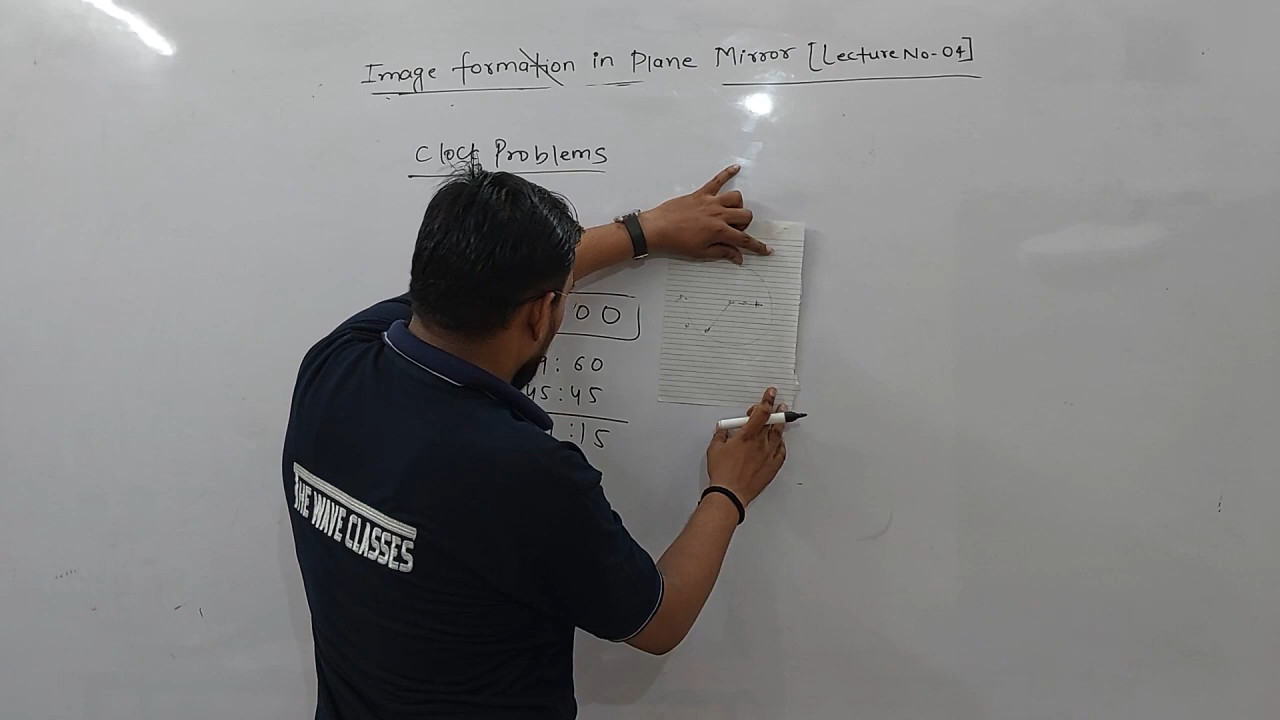 Image formation in Plane Mirror [Lecture No-04]
Clock Problems
00
: 60
45:45
:15
THE WAVE CLASSES